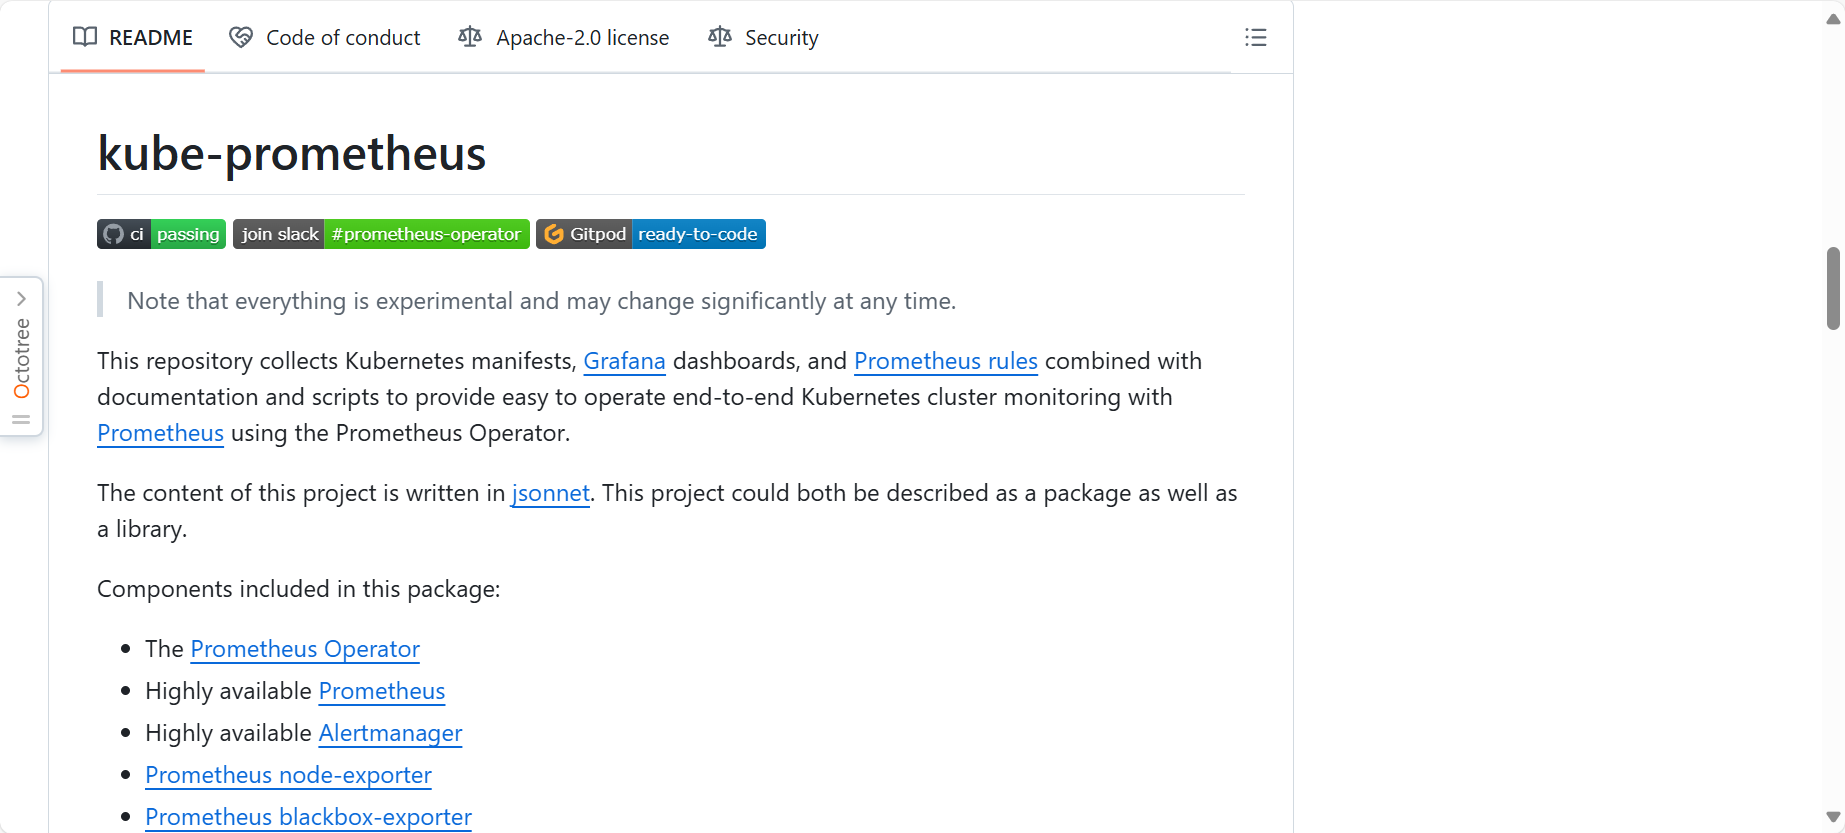 README Code of conduct Apache-2.0 license Security
kube-prometheus
ci passing join slack #prometheus-operator Gitpod ready-to-code
Note that everything is experimental and may change significantly at any time.
This repository collects Kubernetes manifests, Grafana dashboards, and Prometheus rules combined with
documentation and scripts to provide easy to operate end-to-end Kubernetes cluster monitoring with
Prometheus using the Prometheus Operator.
The content of this project is written in jsonnet. This project could both be described as a package as well as
a library.
Components included in this package:
The Prometheus Operator
Highly available Prometheus
Highly available Alertmanager
Prometheus node-exporter
Prometheus blackbox-exporter
Octotree